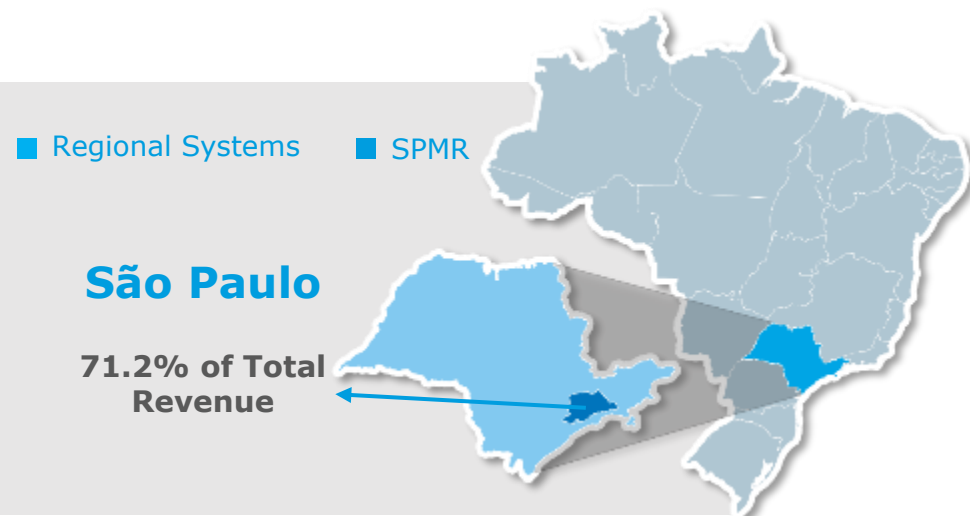 Regional Systems
SPMR
São Paulo
71.2% of Total
Revenue